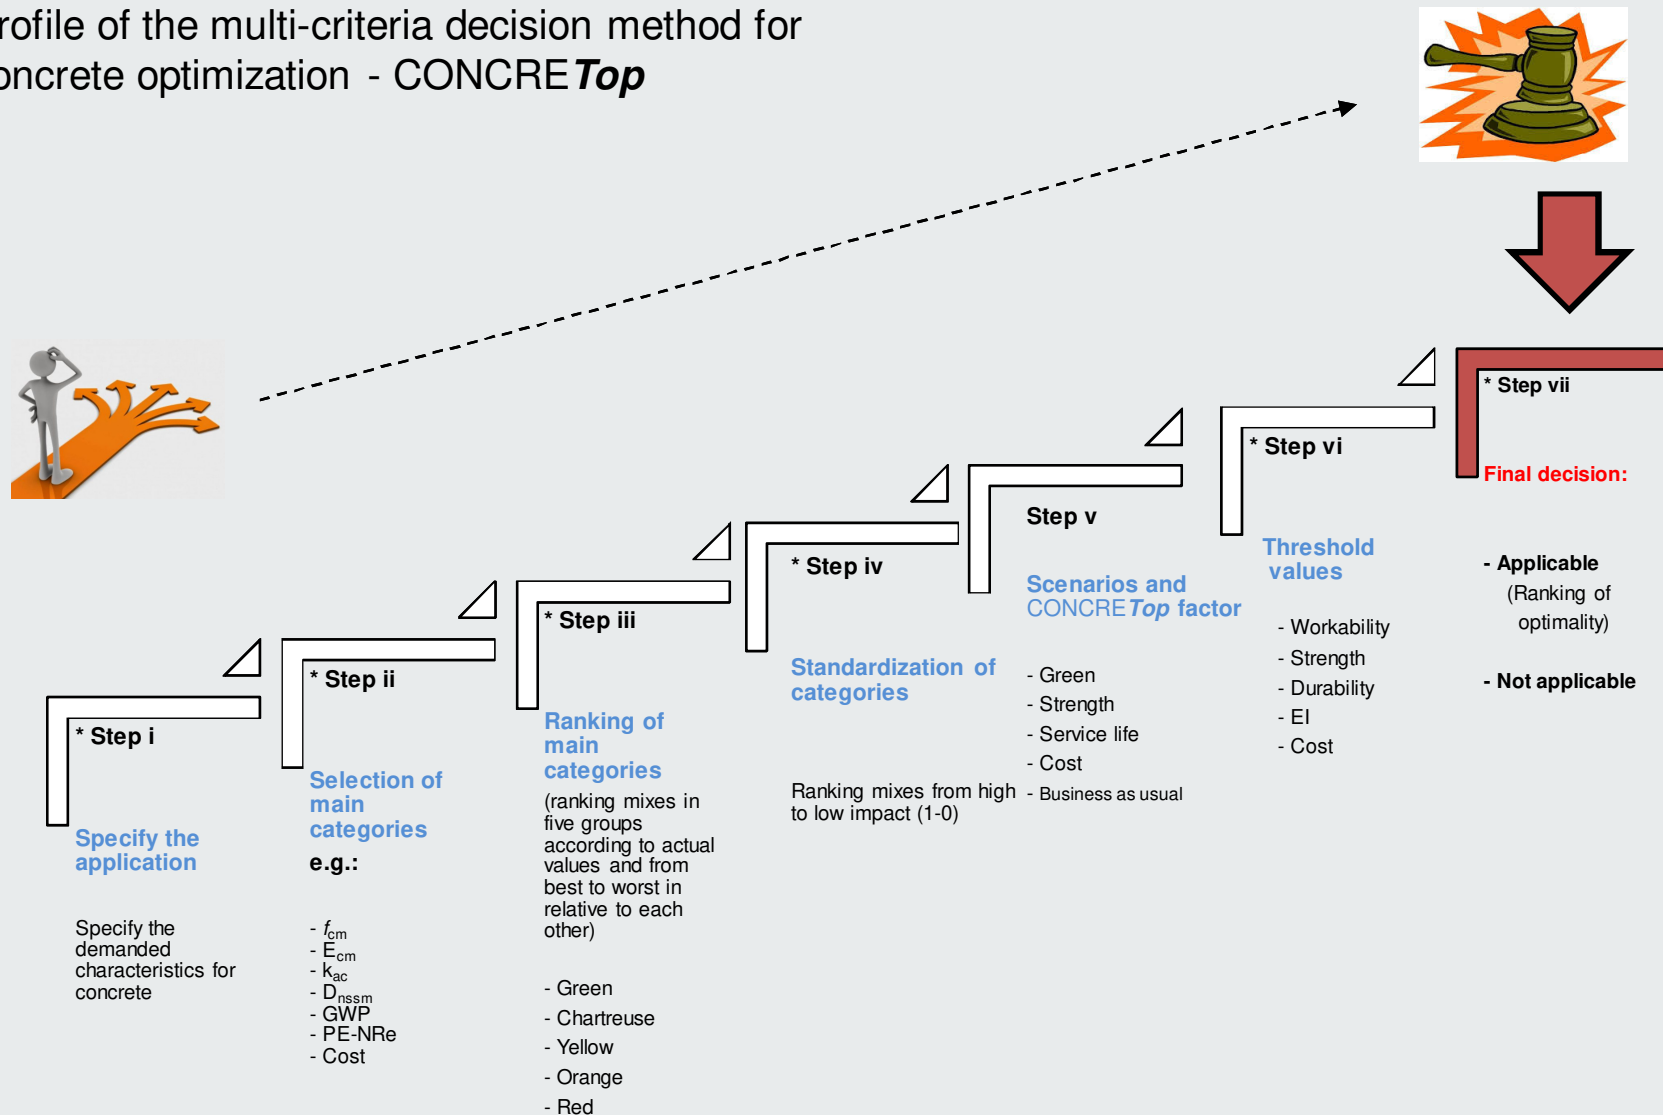 rofile of the multi-criteria decision method for
oncrete optimization - CONCRETop
* Step i
Specify the
application
Specify the
demanded
characteristics for
concrete
* Step ii
Selection of
main
categories
e.g.:
- fcm
- Ecm
- kac
- Dnssm
- GWP
- PE-NRe
- Cost
* Step iii
Ranking of
main
categories
(ranking mixes in
five groups
according to actual
values and from
best to worst in
relative to each
other)
- Green
- Chartreuse
- Yellow
- Orange
- Red
* Step iv
Standardization of
categories
Ranking mixes from high
to low impact (1-0)
Step v
Scenarios and
CONCRETop factor
- Green
- Strength
- Service life
- Cost
- Business as usual
* Step vi
Threshold
values
- Workability
- Strength
- Durability
- EI
- Cost
* Step vii
Final decision:
- Applicable
(Ranking of
optimality)
- Not applicable